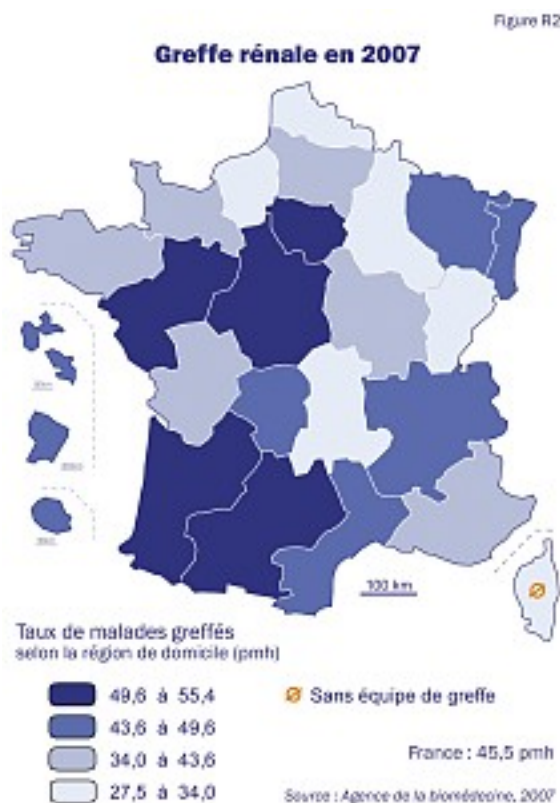 Figure R2
Greffe rénale en 2007
100 km
Taux de malades greffés
selon la région de domicile (pmh)
49,6 à 55,4
43,6 à 49,6
34,0 à 43,6
27,5 à 34,0
Sans équipe de greffe
France : 45,5 pmh
Source : Agence de la biomédecine, 2007